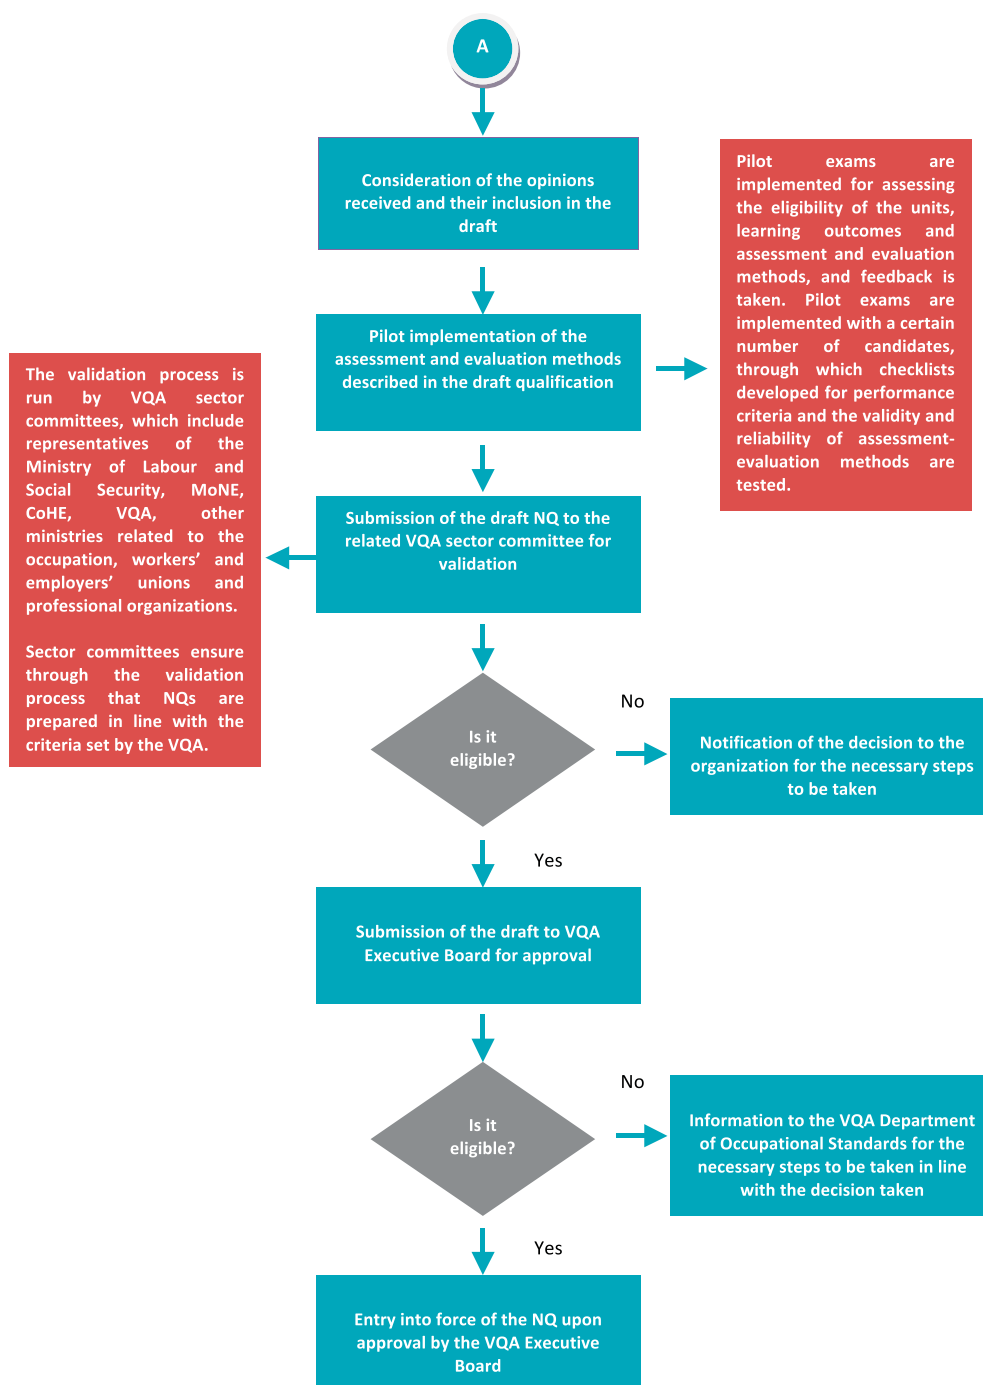 A
Consideration of the opinions
received and their inclusion in the
draft
Pilot exams are
implemented for assessing
the eligibility of the units,
learning outcomes and
assessment and evaluation
methods, and feedback is
taken. Pilot exams are
implemented with a certain
number of candidates,
through which checklists
developed for performance
criteria and the validity and
reliability of assessment-
evaluation methods are
tested.
Pilot implementation of the
assessment and evaluation methods
described in the draft qualification
The validation process is
run by VQA sector
committees, which include
representatives of the
Ministry of Labour and
Social Security, MoNE,
CoHE, VQA, other
ministries related to the
occupation, workers’ and
employers’ unions and
professional organizations.
Sector committees ensure
through the validation
process that NQs are
prepared in line with the
criteria set by the VQA.
Submission of the draft NQ to the
related VQA sector committee for
validation
Is it
eligible?
No
Notification of the decision to the
organization for the necessary steps
to be taken
Yes
Submission of the draft to VQA
Executive Board for approval
Is it
eligible?
No
Information to the VQA Department
of Occupational Standards for the
necessary steps to be taken in line
with the decision taken
Yes
Entry into force of the NQ upon
approval by the VQA Executive
Board